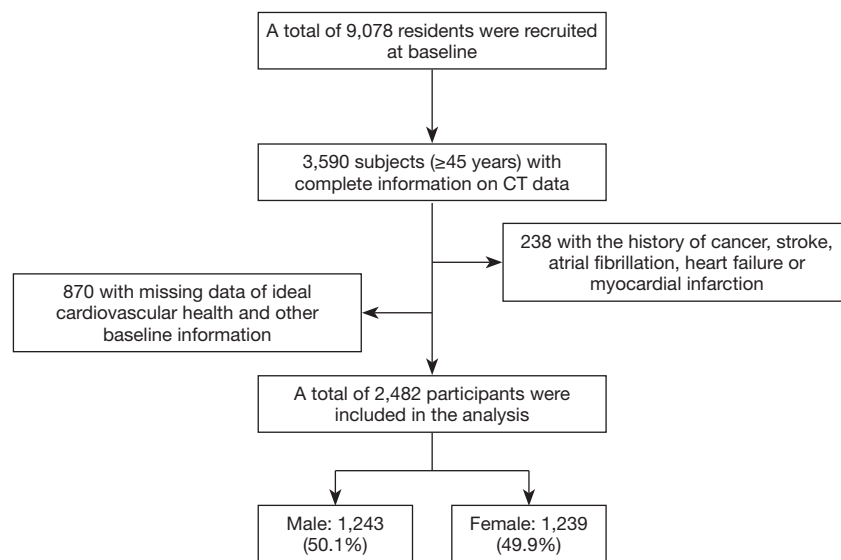 A total of 9,078 residents were recruited
at baseline
3,590 subjects (≥45 years) with
complete information on CT data
238 with the history of cancer, stroke,
atrial fibrillation, heart failure or
myocardial infarction
870 with missing data of ideal
cardiovascular health and other
baseline information
A total of 2,482 participants were
included in the analysis
Male: 1,243
(50.1%)
Female: 1,239
(49.9%)